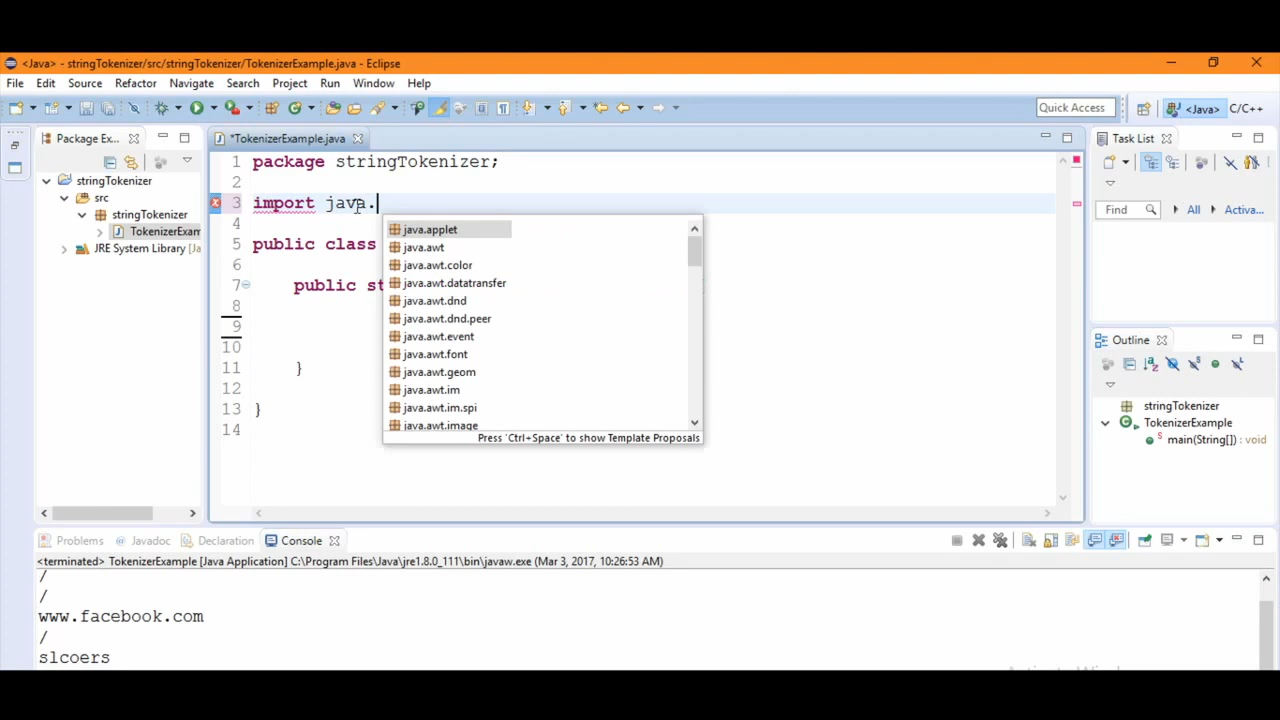 <Java> - stringTokenizer/src/stringTokenizer/TokenizerExample.java - Eclipse
File Edit Source Refactor Navigate Search Project Run Window Help
Quick Access <Java> C/C++
Package Ex...
stringTokenizer
src
stringTokenizer
TokenizerExam
JRE System Library [Ja
*TokenizerExample.java
1 package stringTokenizer;
2
3 import java.
4
5 public class
6
7 public st
8
9
10
11 }
12
13 }
14
java.applet
java.awt
java.awt.color
java.awt.datatransfer
java.awt.dnd
java.awt.dnd.peer
java.awt.event
java.awt.font
java.awt.geom
java.awt.im
java.awt.im.spi
java.awt.image
Press 'Ctrl+Space' to show Template Proposals
Task List
Find All Activa...
Outline
stringTokenizer
TokenizerExample
main(String[]) : void
Problems Javadoc Declaration Console
<terminated> TokenizerExample [Java Application] C:\Program Files\Java\jre1.8.0_111\bin\javaw.exe (Mar 3, 2017, 10:26:53 AM)
/
/
www.facebook.com
/
slcoers